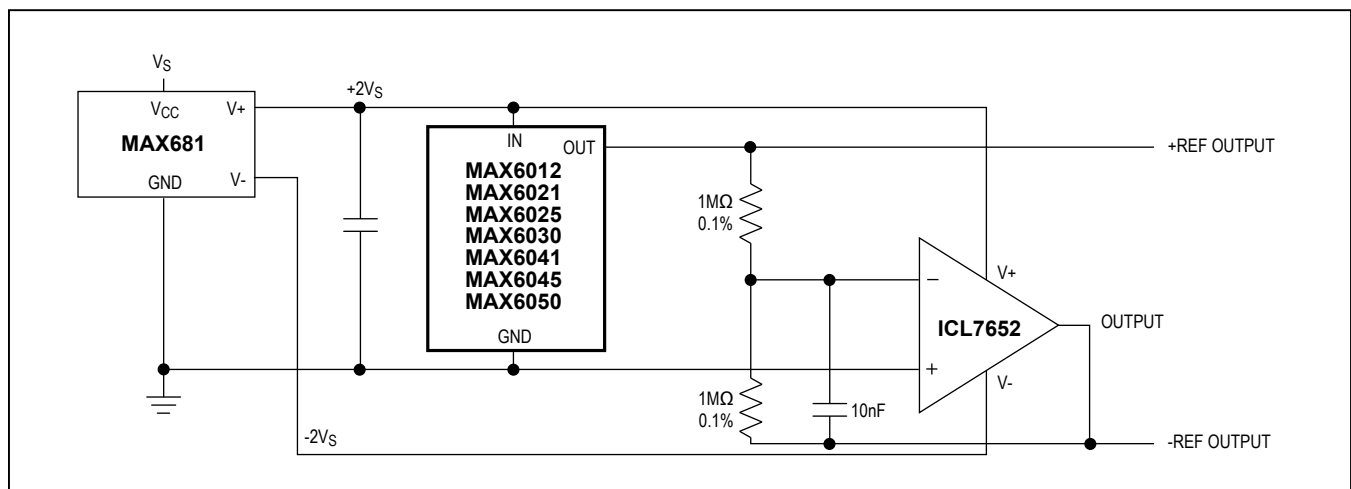 VS
+2VS
VCC V+
MAX681
GND V-
IN
OUT
MAX6012
MAX6021
MAX6025
MAX6030
MAX6041
MAX6045
MAX6050
GND
+REF OUTPUT
1MΩ
0.1%
−
V+
ICL7652
OUTPUT
+
V-
1MΩ
0.1%
10nF
-2VS
-REF OUTPUT